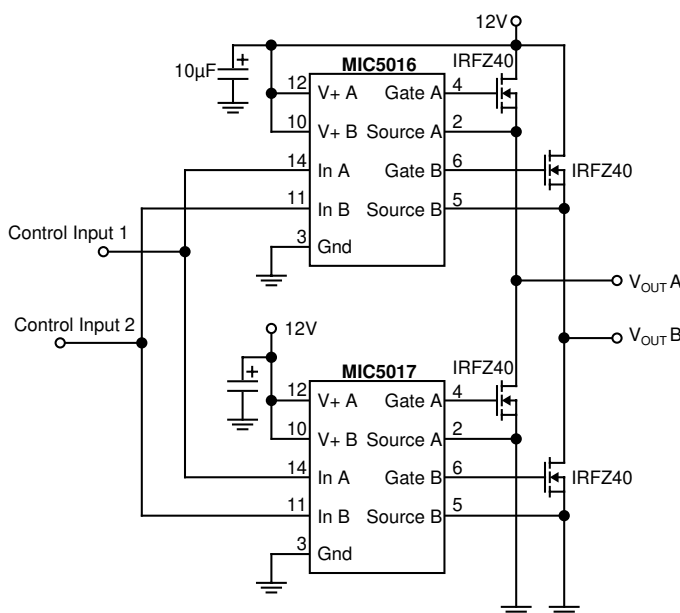 12V
10µF
MIC5016
IRFZ40
12 V+ A Gate A 4
10 V+ B Source A 2
14 In A Gate B 6
IRFZ40
11 In B Source B 5
3 Gnd
Control Input 1
VOUT A
Control Input 2
12V
VOUT B
MIC5017
IRFZ40
12 V+ A Gate A 4
10 V+ B Source A 2
14 In A Gate B 6
IRFZ40
11 In B Source B 5
3 Gnd